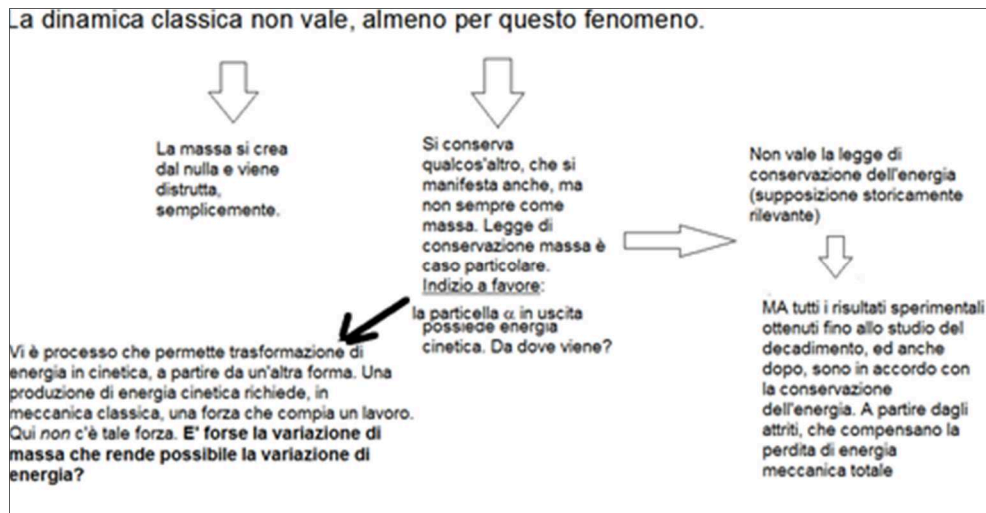 La dinamica classica non vale, almeno per questo fenomeno.
La massa si crea
dal nulla e viene
distrutta,
semplicemente.
Si conserva
qualcos'altro, che si
manifesta anche, ma
non sempre come
massa. Legge di
conservazione massa è
caso particolare.
Indizio a favore:
la particella α in uscita
possiede energia
cinetica. Da dove viene?
Non vale la legge di
conservazione dell'energia
(supposizione storicamente
rilevante)
MA tutti i risultati sperimentali
ottenuti fino allo studio del
decadimento, ed anche
dopo, sono in accordo con
la conservazione
dell'energia. A partire dagli
attriti, che compensano la
perdita di energia
meccanica totale
Vi è processo che permette trasformazione di
energia in cinetica, a partire da un'altra forma. Una
produzione di energia cinetica richiede, in
meccanica classica, una forza che compia un lavoro.
Qui non c'è tale forza. E' forse la variazione di
massa che rende possibile la variazione di
energia?